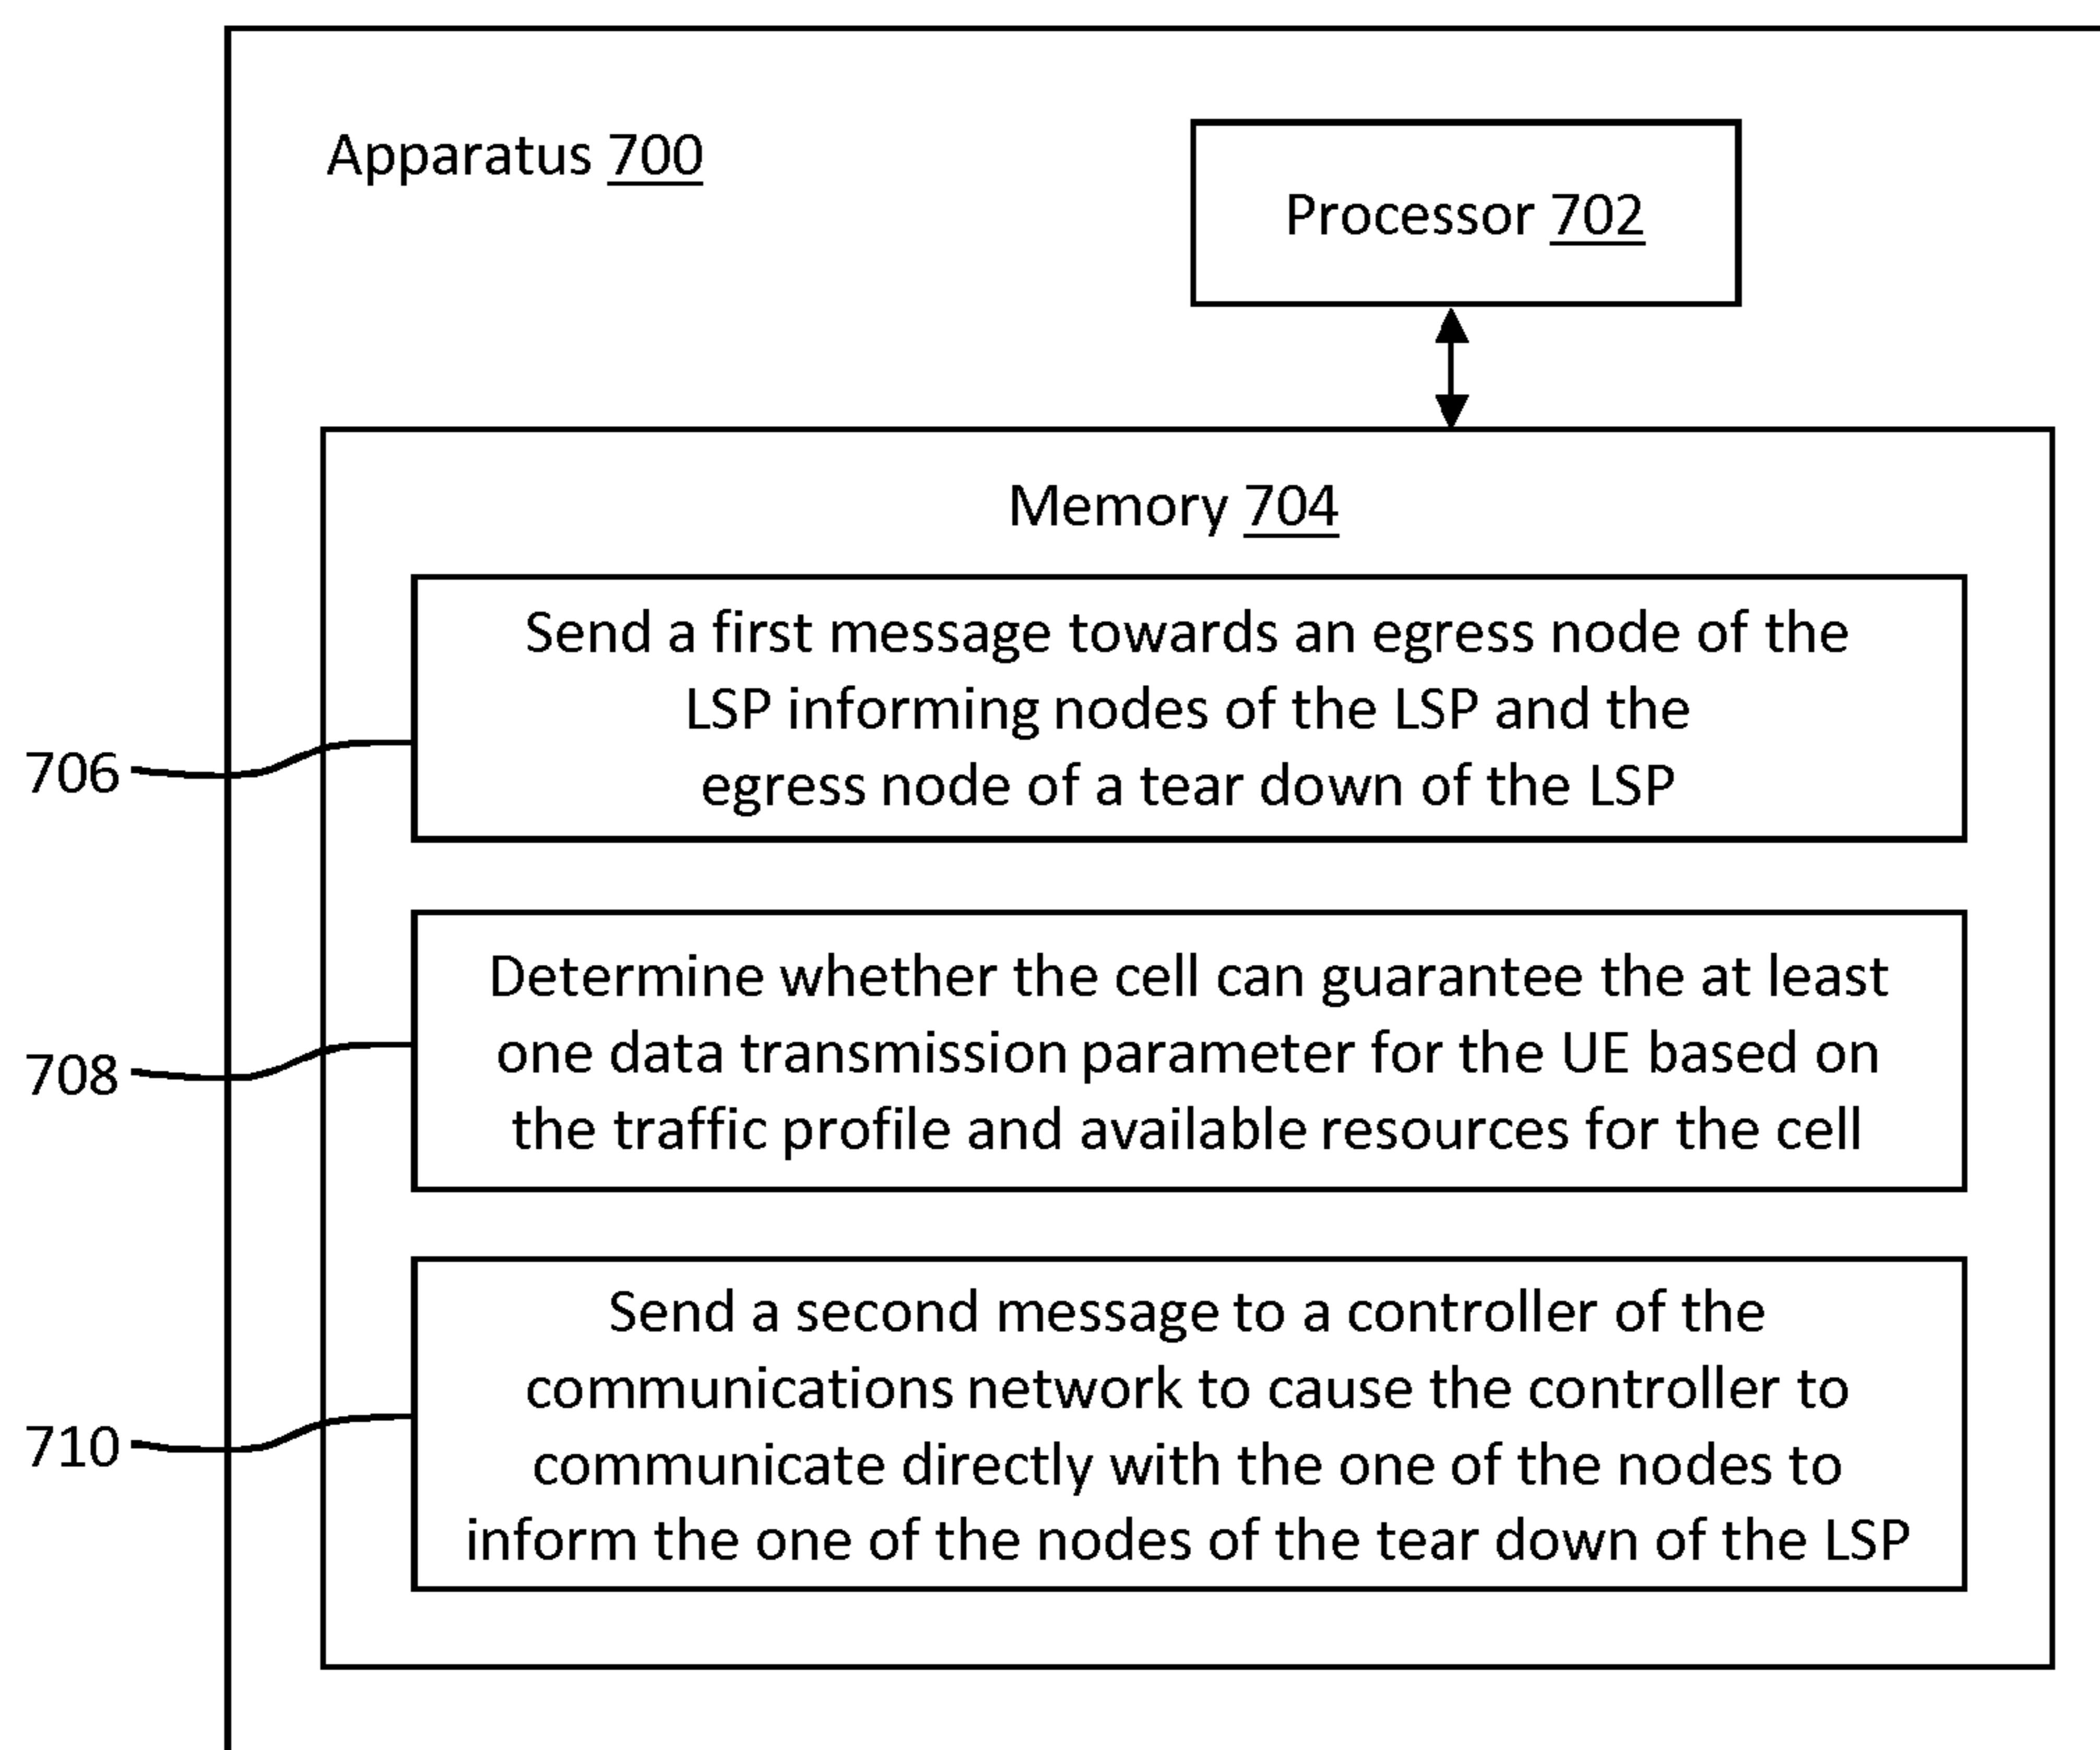 Apparatus 700
Processor 702
Memory 704
Send a first message towards an egress node of the
LSP informing nodes of the LSP and the
egress node of a tear down of the LSP
706
Determine whether the cell can guarantee the at least
one data transmission parameter for the UE based on
the traffic profile and available resources for the cell
708
Send a second message to a controller of the
communications network to cause the controller to
communicate directly with the one of the nodes to
inform the one of the nodes of the tear down of the LSP
710